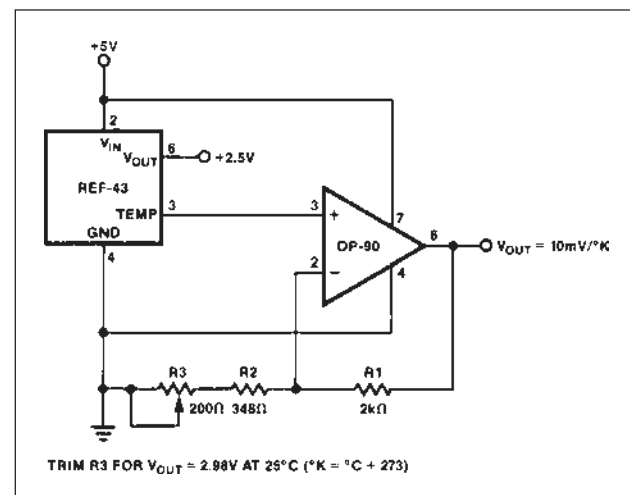 +5V
2
VIN
VOUT
6
+2.5V
REF-43
TEMP
3
3
+
7
GND
4
OP-90
6
VOUT = 10mV/°K
2
−
4
R3
R2
R1
200Ω
348Ω
2kΩ
TRIM R3 FOR VOUT = 2.98V AT 25°C (°K = °C + 273)